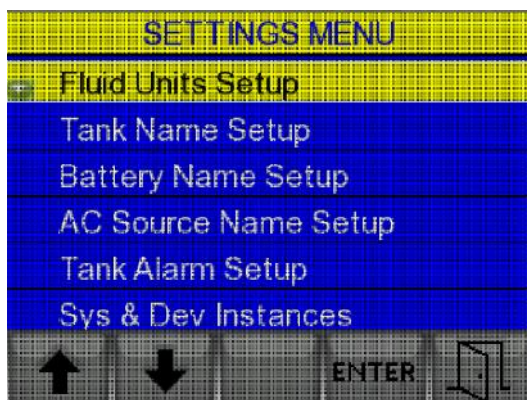 SETTINGS MENU
Fluid Units Setup
Tank Name Setup
Battery Name Setup
AC Source Name Setup
Tank Alarm Setup
Sys & Dev Instances
ENTER